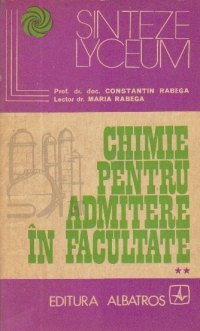 SINTEZE
LYCEUM
Prof. dr. doc. CONSTANTIN RABEGA
Lector dr. MARIA RABEGA
CHIMIE
PENTRU
ADMITERE
ÎN FACULTATE
**
EDITURA ALBATROS